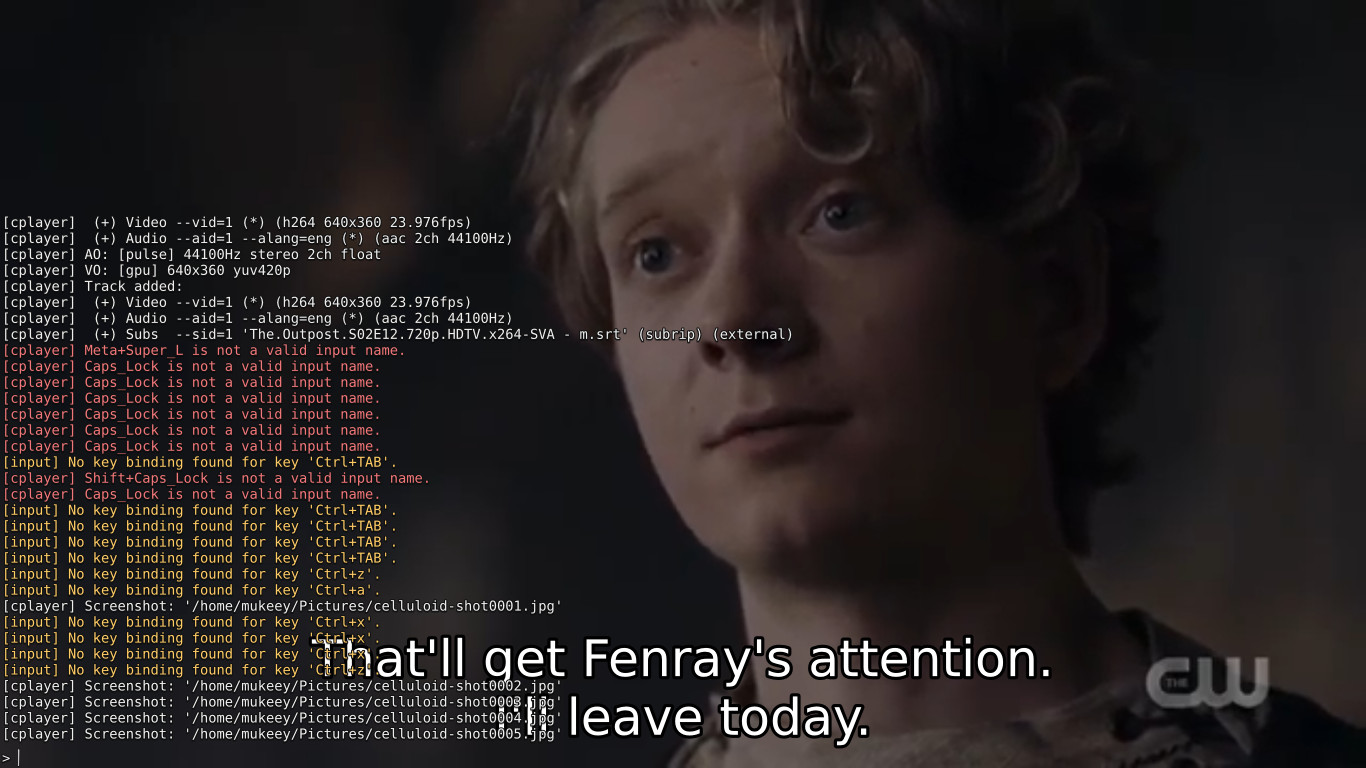 [cplayer]  (+) Video --vid=1 (*) (h264 640x360 23.976fps)
[cplayer]  (+) Audio --aid=1 --alang=eng (*) (aac 2ch 44100Hz)
[cplayer] AO: [pulse] 44100Hz stereo 2ch float
[cplayer] VO: [gpu] 640x360 yuv420p
[cplayer] Track added:
[cplayer]  (+) Video --vid=1 (*) (h264 640x360 23.976fps)
[cplayer]  (+) Audio --aid=1 --alang=eng (*) (aac 2ch 44100Hz)
[cplayer]  (+) Subs  --sid=1 'The.Outpost.S02E12.720p.HDTV.x264-SVA - m.srt' (subrip) (external)
[cplayer] Meta+Super_L is not a valid input name.
[cplayer] Caps_Lock is not a valid input name.
[cplayer] Caps_Lock is not a valid input name.
[cplayer] Caps_Lock is not a valid input name.
[cplayer] Caps_Lock is not a valid input name.
[cplayer] Caps_Lock is not a valid input name.
[cplayer] Caps_Lock is not a valid input name.
[input] No key binding found for key 'Ctrl+TAB'.
[cplayer] Shift+Caps_Lock is not a valid input name.
[cplayer] Caps_Lock is not a valid input name.
[input] No key binding found for key 'Ctrl+TAB'.
[input] No key binding found for key 'Ctrl+TAB'.
[input] No key binding found for key 'Ctrl+TAB'.
[input] No key binding found for key 'Ctrl+TAB'.
[input] No key binding found for key 'Ctrl+z'.
[input] No key binding found for key 'Ctrl+a'.
[cplayer] Screenshot: '/home/mukeey/Pictures/celluloid-shot0001.jpg'
[input] No key binding found for key 'Ctrl+x'.
[input] No key binding found for key 'Ctrl+x'.
[input] No key binding found for key 'Ctrl+x'.
[input] No key binding found for key 'Ctrl+z'.
[cplayer] Screenshot: '/home/mukeey/Pictures/celluloid-shot0002.jpg'
[cplayer] Screenshot: '/home/mukeey/Pictures/celluloid-shot0003.jpg'
[cplayer] Screenshot: '/home/mukeey/Pictures/celluloid-shot0004.jpg'
[cplayer] Screenshot: '/home/mukeey/Pictures/celluloid-shot0005.jpg'
>
That'll get Fenray's attention.
I'll leave today.
THE CW